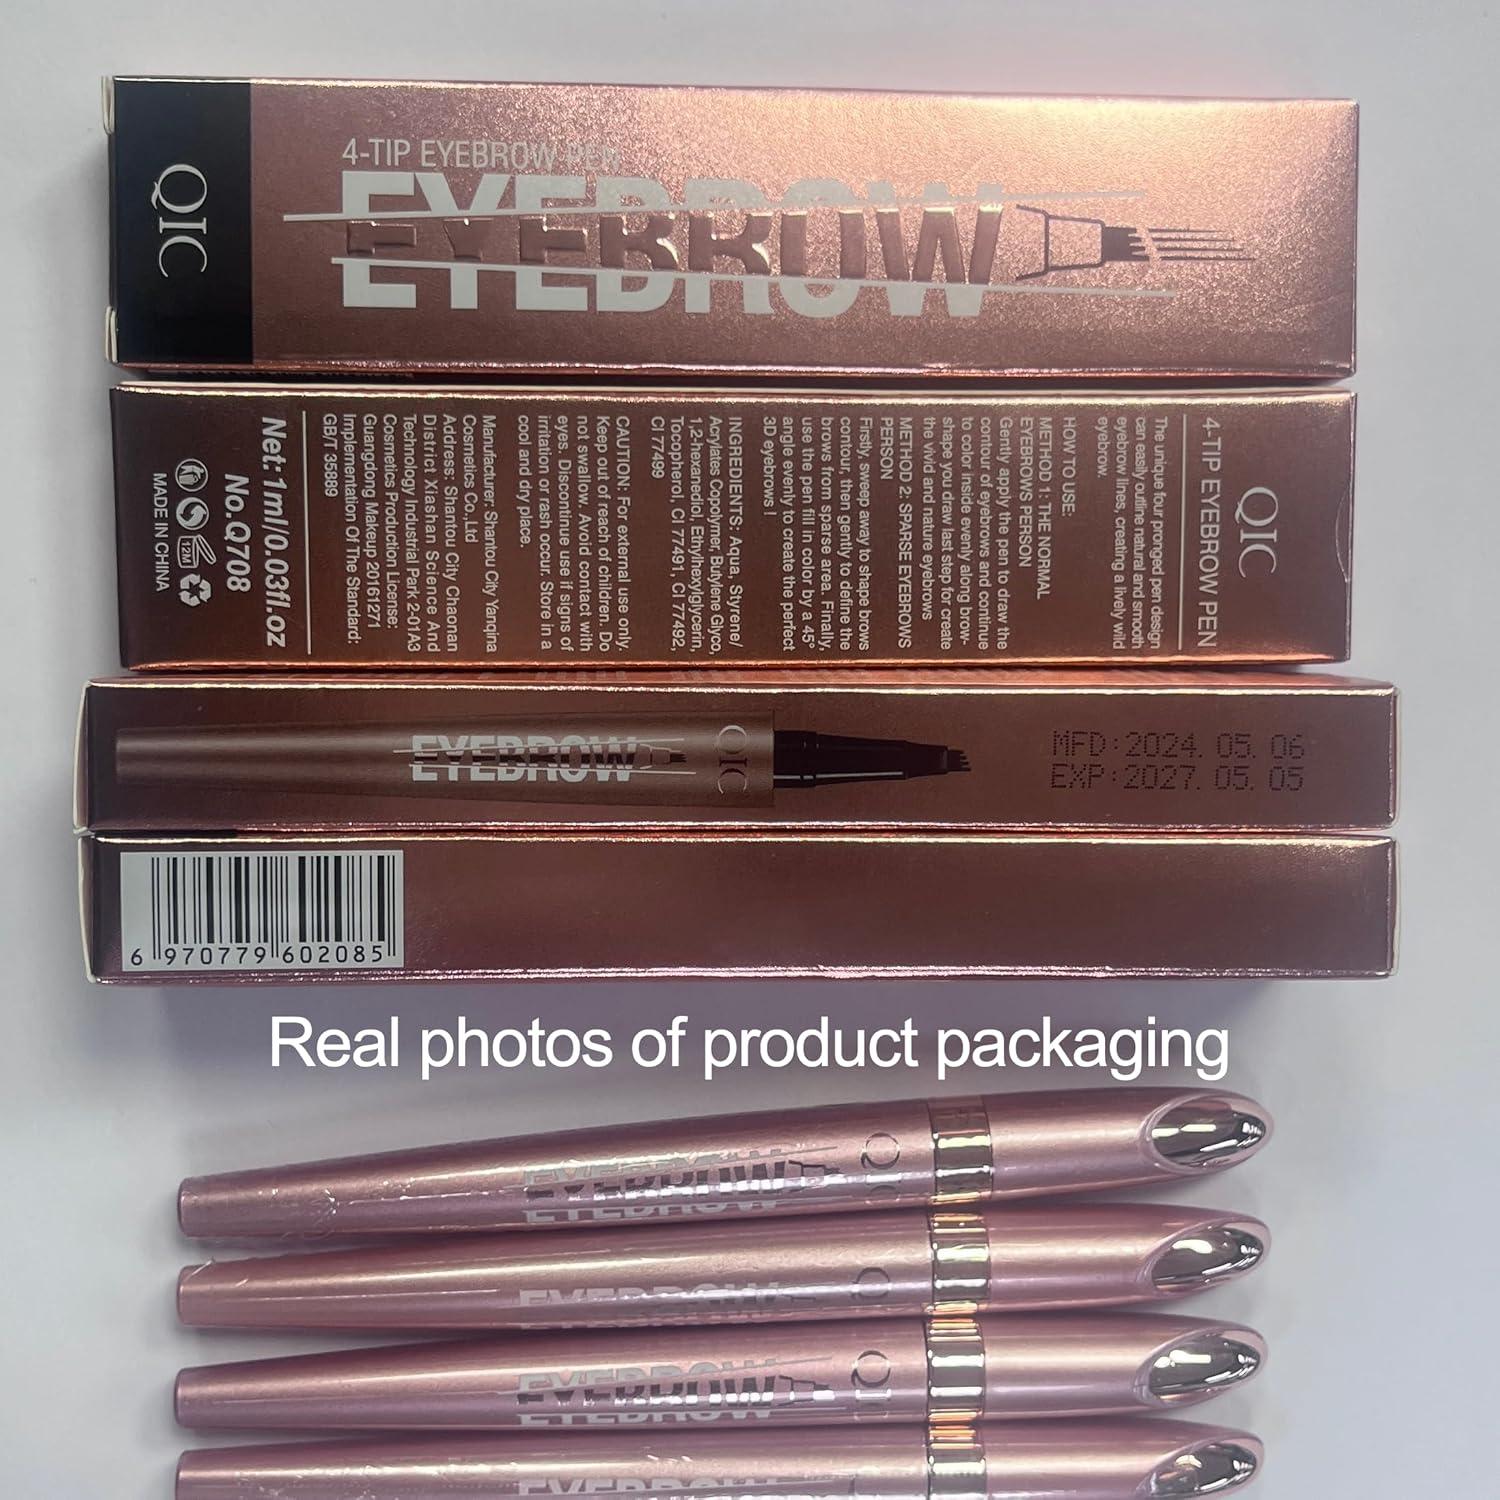 QIC
4-TIP EYEBROW PEN
EYEBROW
QIC
4-TIP EYEBROW PEN
The unique four pronged pen design
can easily outline natural and smooth
eyebrow lines, creating a lively wild
eyebrow.
HOW TO USE:
METHOD 1: THE NORMAL
EYEBROWS PERSON
Gently apply the pen to draw the
contour of eyebrows and continue
to color inside evenly along brow-
shape you draw last step for create
the vivid and nature eyebrows
METHOD 2: SPARSE EYEBROWS
PERSON
Firstly, sweep away to shape brows
contour, then gently to define the
brows from sparse area. Finally,
use the pen fill in color by a 45°
angle evenly to create the perfect
3D eyebrows !
INGREDIENTS: Aqua, Styrene/
Acrylates Copolymer, Butylene Glyco,
1,2-hexanediol, Ethylhexylglycerin,
Tocopherol, CI 77491, CI 77492,
CI 77499
CAUTION: For external use only.
Keep out of reach of children. Do
not swallow. Avoid contact with
eyes. Discontinue use if signs of
irritation or rash occur. Store in a
cool and dry place.
Manufacturer: Shantou City Yanqina
Cosmetics Co.,Ltd
Address: Shantou City Chaonan
District Xiashan Science And
Technology Industrial Park 2-01A3
Cosmetics Production License:
Guangdong Makeup 20161271
Implementation Of The Standard:
GB/T 35889
Net: 1ml/0.03fl.oz
No.Q708
12M
MADE IN CHINA
EYEBROW
QIC
MFD:2024.05.06
EXP:2027.05.05
6 970779 602085
Real photos of product packaging
EYEBROW
QIC
EYEBROW
QIC
EYEBROW
QIC
EYEBROW